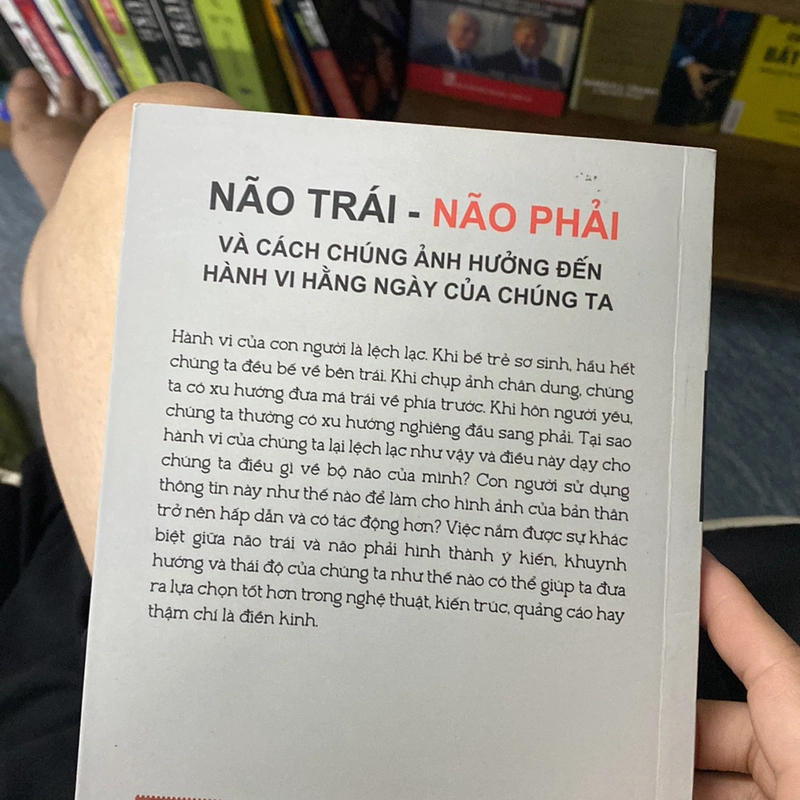 NÃO TRÁI - NÃO PHẢI
VÀ CÁCH CHÚNG ẢNH HƯỞNG ĐẾN
HÀNH VI HẰNG NGÀY CỦA CHÚNG TA
Hành vi của con người là lệch lạc. Khi bế trẻ sơ sinh, hầu hết
chúng ta đều bế về bên trái. Khi chụp ảnh chân dung, chúng
ta có xu hướng đưa má trái về phía trước. Khi hôn người yêu,
chúng ta thường có xu hướng nghiêng đầu sang phải. Tại sao
hành vi của chúng ta lại lệch lạc như vậy và điều này dạy cho
chúng ta điều gì về bộ não của mình? Con người sử dụng
thông tin này như thế nào để làm cho hình ảnh của bản thân
trở nên hấp dẫn và có tác động hơn? Việc nắm được sự khác
biệt giữa não trái và não phải hình thành ý kiến, khuynh
hướng và thái độ của chúng ta như thế nào có thể giúp ta đưa
ra lựa chọn tốt hơn trong nghệ thuật, kiến trúc, quảng cáo hay
thậm chí là điền kinh.